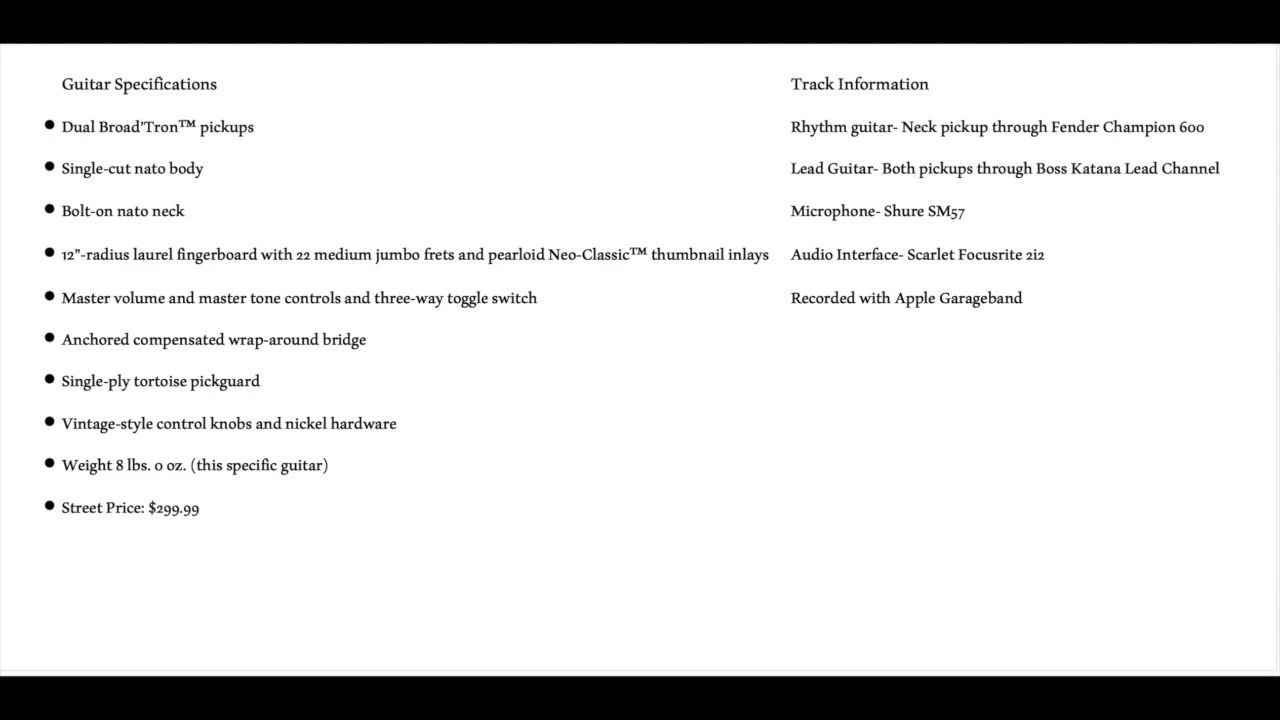 Guitar Specifications
● Dual Broad'Tron™ pickups
● Single-cut nato body
● Bolt-on nato neck
● 12”-radius laurel fingerboard with 22 medium jumbo frets and pearloid Neo-Classic™ thumbnail inlays
● Master volume and master tone controls and three-way toggle switch
● Anchored compensated wrap-around bridge
● Single-ply tortoise pickguard
● Vintage-style control knobs and nickel hardware
● Weight 8 lbs. 0 oz. (this specific guitar)
● Street Price: $299.99
Track Information
Rhythm guitar- Neck pickup through Fender Champion 600
Lead Guitar- Both pickups through Boss Katana Lead Channel
Microphone- Shure SM57
Audio Interface- Scarlet Focusrite 2i2
Recorded with Apple Garageband